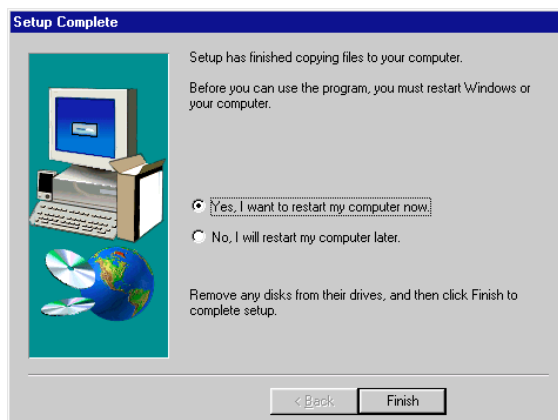 Setup Complete
Setup has finished copying files to your computer.
Before you can use the program, you must restart Windows or
your computer.
Yes, I want to restart my computer now.
No, I will restart my computer later.
Remove any disks from their drives, and then click Finish to
complete setup.
< Back
Finish